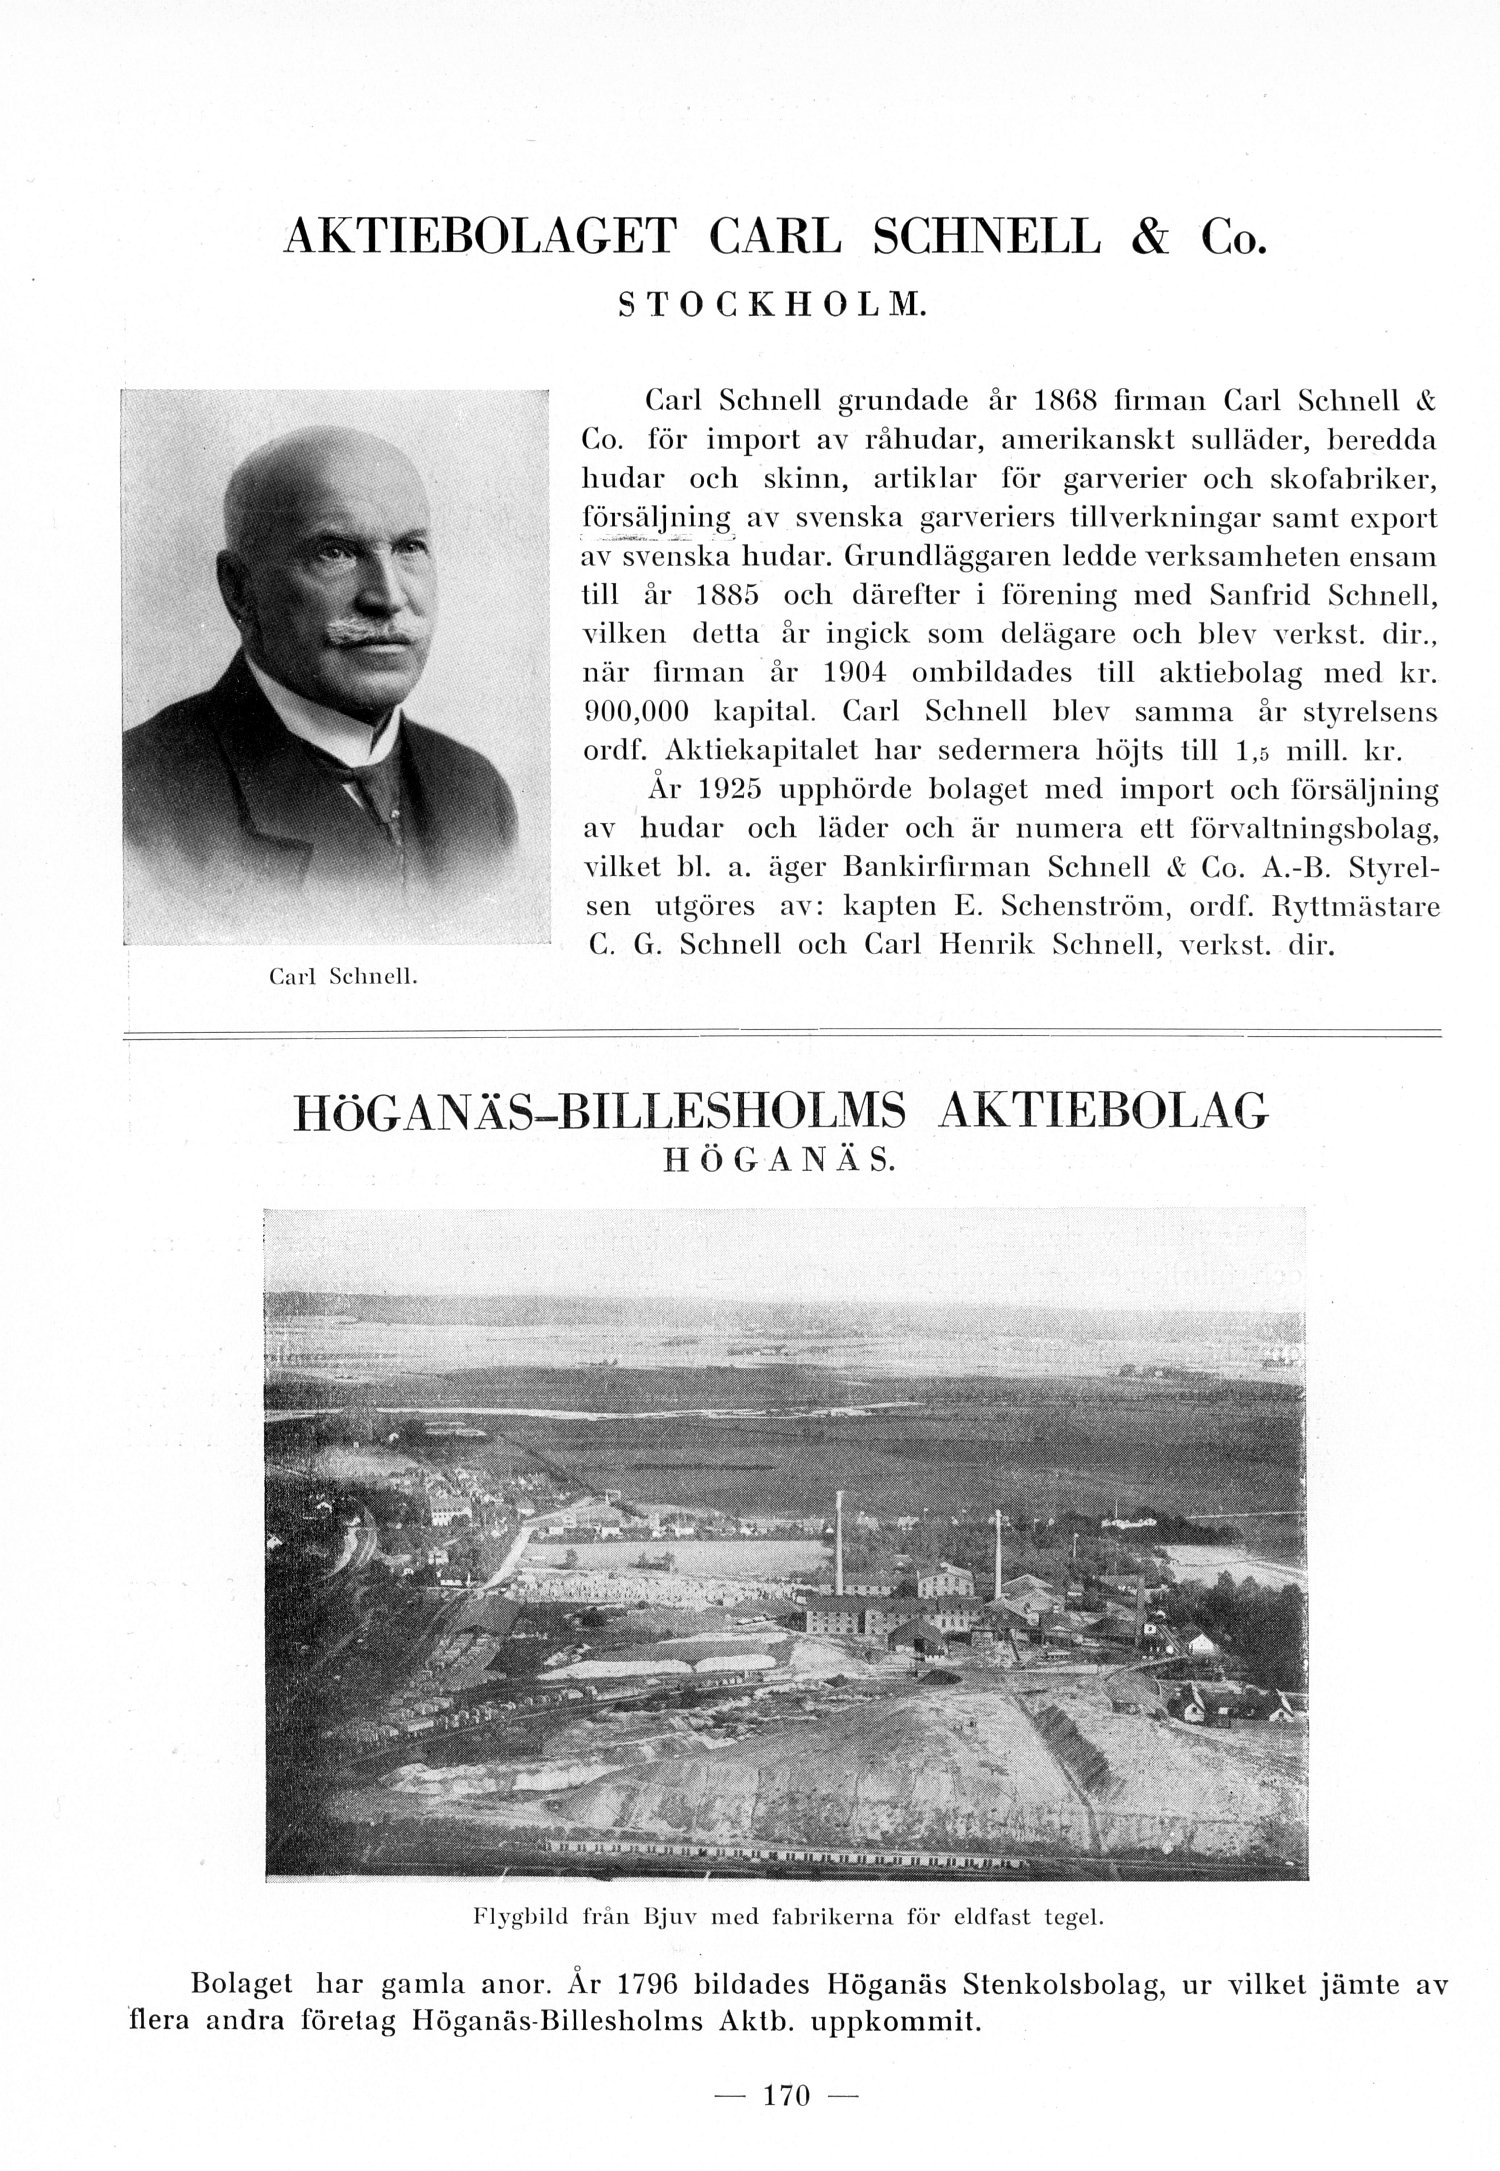 AKTIEBOLAGET CARL SCHNELL & Co.
STOCKHOLM.
Carl Schnell grundade år 1868 firman Carl Schnell &
Co. för import av råhudar, amerikanskt sulläder, beredda
hudar och skinn, artiklar för garverier och skofabriker,
försäljning av svenska garveriers tillverkningar samt export
av svenska hudar. Grundläggaren ledde verksamheten ensam
till år 1885 och därefter i förening med Sanfrid Schnell,
vilken detta år ingick som delägare och blev verkst. dir.,
när firman år 1904 ombildades till aktiebolag med kr.
900,000 kapital. Carl Schnell blev samma år styrelsens
ordf. Aktiekapitalet har sedermera höjts till 1,5 mill. kr.
År 1925 upphörde bolaget med import och försäljning
av hudar och läder och är numera ett förvaltningsbolag,
vilket bl. a. äger Bankirfirman Schnell & Co. A.-B. Styrel-
sen utgöres av: kapten E. Schenström, ordf. Ryttmästare
C. G. Schnell och Carl Henrik Schnell, verkst. dir.
Carl Schnell.
HÖGANÄS-BILLESHOLMS AKTIEBOLAG
HÖGANÄS.
Flygbild från Bjuv med fabrikerna för eldfast tegel.
Bolaget har gamla anor. År 1796 bildades Höganäs Stenkolsbolag, ur vilket jämte av
flera andra företag Höganäs-Billesholms Aktb. uppkommit.
— 170 —